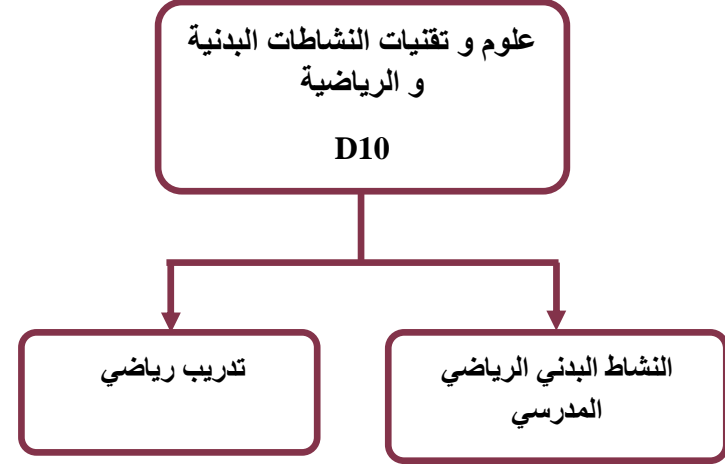 علوم و تقنيات النشاطات البدنية
و الرياضية
D10
النشاط البدني الرياضي
المدرسي
تدريب رياضي